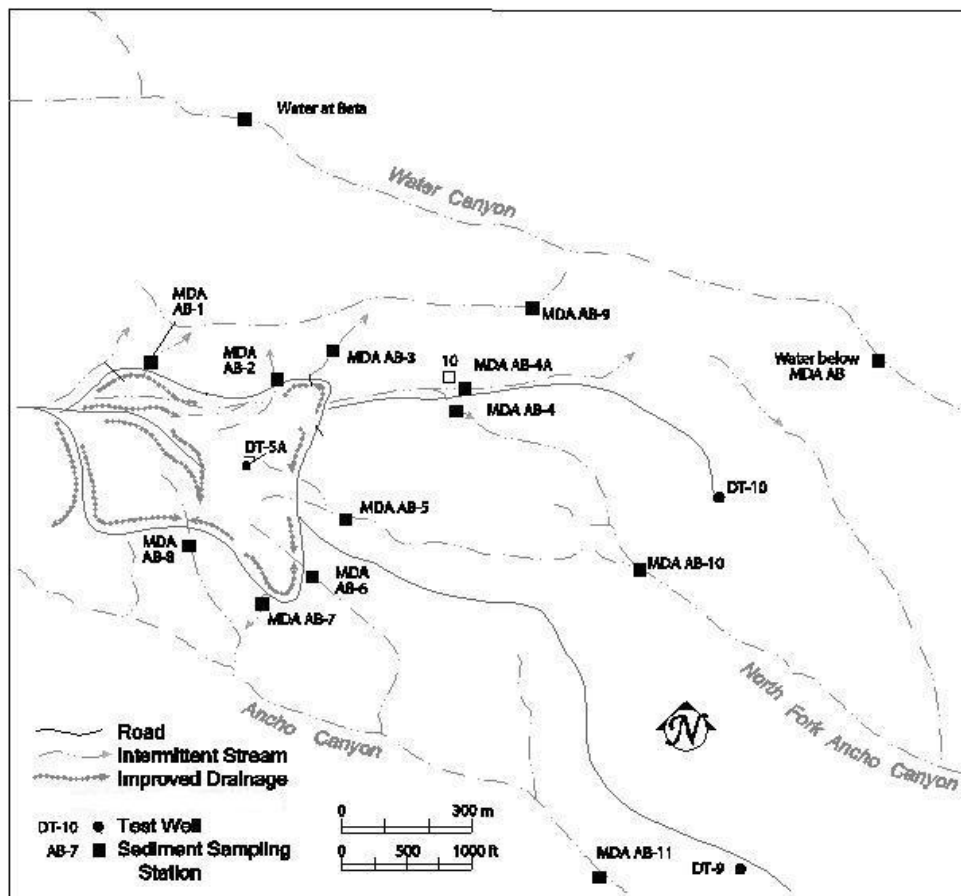 Water at Beta
Water Canyon
MDA
AB-1
MDA AB-9
MDA
AB-2
MDA AB-3
10
MDA AB-4A
Water below
MDA AB
MDA AB-4
DT-5A
DT-10
MDA AB-5
MDA
AB-8
MDA AB-10
MDA
AB-6
MDA AB-7
North Fork Ancho Canyon
Ancho Canyon
N
Road
Intermittent Stream
Improved Drainage
DT-10 Test Well
AB-7 Sediment Sampling
Station
0 300 m
0 500 1000 ft
MDA AB-11
DT-9